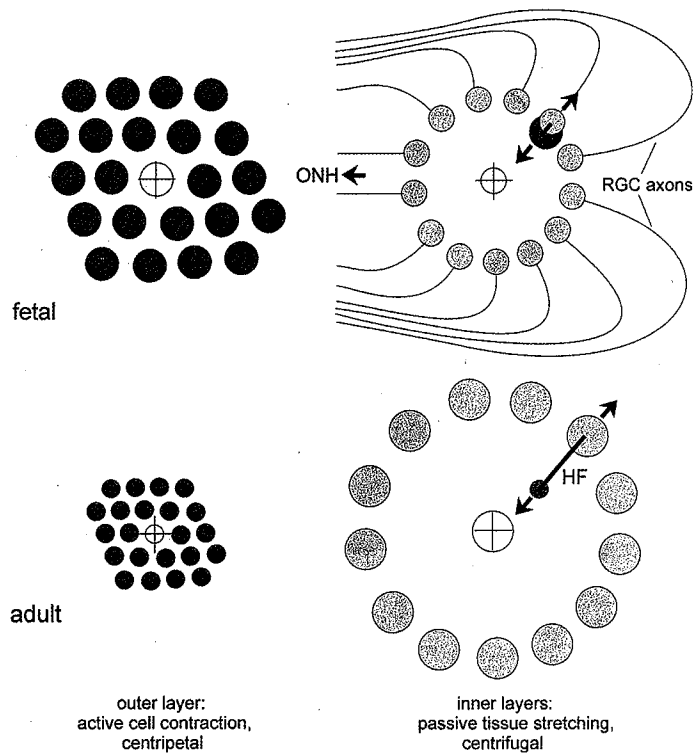 ONH
RGC axons
fetal
HF
adult
outer layer:
active cell contraction,
centripetal
inner layers:
passive tissue stretching,
centrifugal